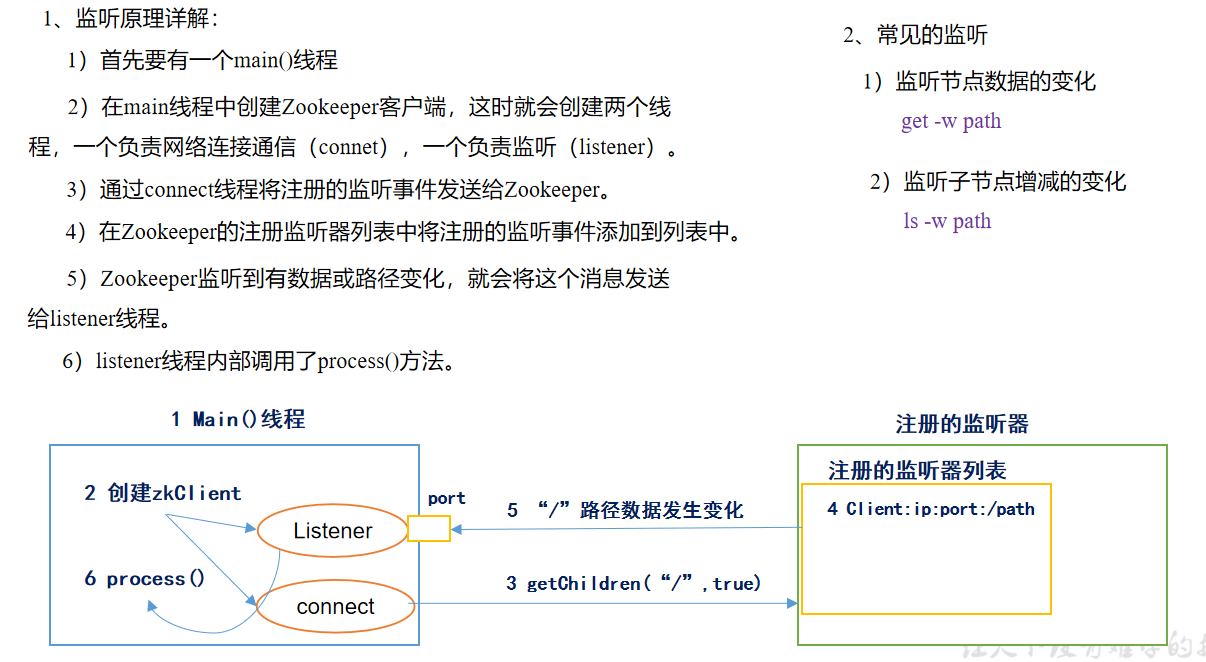 1、监听原理详解：
1）首先要有一个main()线程
2）在main线程中创建Zookeeper客户端，这时就会创建两个线
程，一个负责网络连接通信（connet），一个负责监听（listener）。
3）通过connect线程将注册的监听事件发送给Zookeeper。
4）在Zookeeper的注册监听器列表中将注册的监听事件添加到列表中。
5）Zookeeper监听到有数据或路径变化，就会将这个消息发送
给listener线程。
6）listener线程内部调用了process()方法。
2、常见的监听
1）监听节点数据的变化
get -w path
2）监听子节点增减的变化
ls -w path
1 Main()线程
2 创建zkClient
Listener
port
6 process()
connect
5 “/”路径数据发生变化
3 getChildren(“/”,true)
注册的监听器
注册的监听器列表
4 Client:ip:port:/path